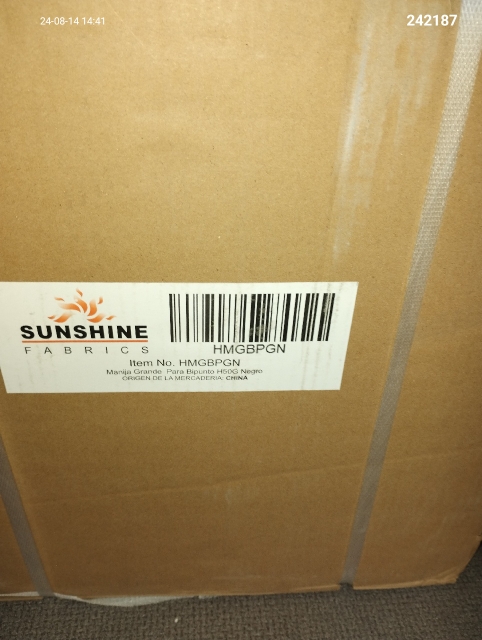 24-08-14 14:41
242187
SUNSHINE
FABRICS
HMGBPGN
Item No. HMGBPGN
Manija Grande Para Bipunto H50G Negro
ORIGEN DE LA MERCADERIA: CHINA